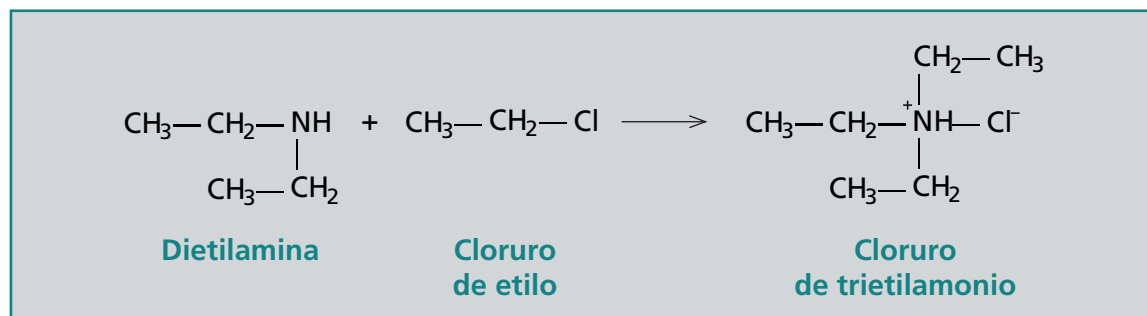 CH₂—CH₃
CH₃—CH₂—NH + CH₃—CH₂—Cl ⟶ CH₃—CH₂—N⁺H—Cl⁻
CH₃—CH₂ CH₃—CH₂
Dietilamina Cloruro Cloruro
de etilo de trietilamonio